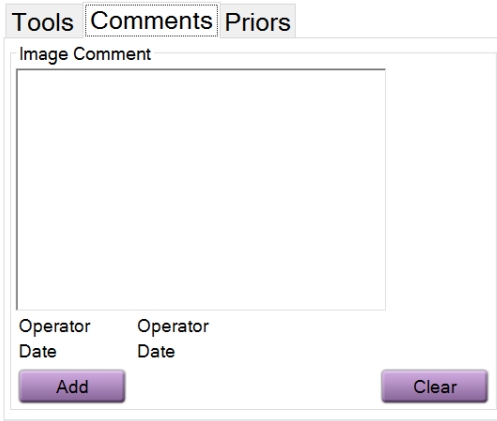 Tools Comments Priors
Image Comment
Operator Operator
Date Date
Add Clear